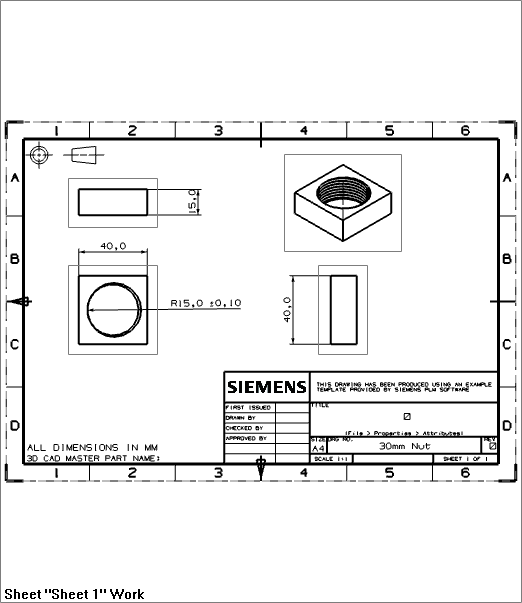 1 2 3 4 5 6
A A
15,0
40,0
B B
R15,0 ±0,10
40,0
C C
SIEMENS
THIS DRAWING HAS BEEN PRODUCED USING AN EXAMPLE
TEMPLATE PROVIDED BY SIEMENS PLM SOFTWARE
FIRST ISSUED
TITLE
DRAWN BY
CHECKED BY
(File > Properties > Attributes)
APPROVED BY
SIZE DNG NO. REV
A4 30mm Nut
D D
SCALE 1:1 SHEET 1 OF 1
ALL DIMENSIONS IN MM
3D CAD MASTER PART NAME:
1 2 3 4 5 6
Sheet "Sheet 1" Work